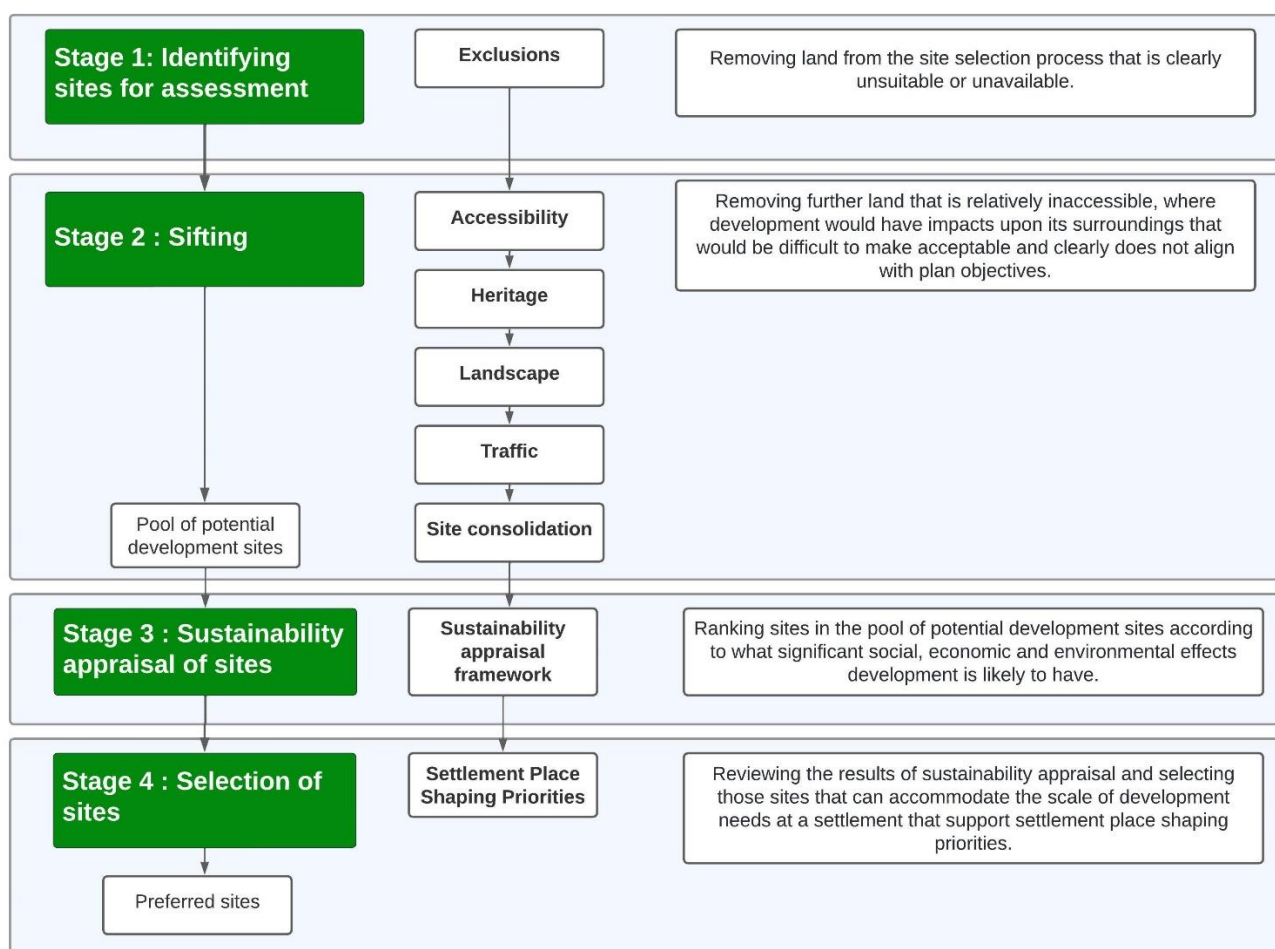 Stage 1: Identifying
sites for assessment
Exclusions
Removing land from the site selection process that is clearly
unsuitable or unavailable.
Stage 2 : Sifting
Accessibility
Heritage
Landscape
Traffic
Site consolidation
Removing further land that is relatively inaccessible, where
development would have impacts upon its surroundings that
would be difficult to make acceptable and clearly does not align
with plan objectives.
Pool of potential
development sites
Stage 3 : Sustainability
appraisal of sites
Sustainability
appraisal
framework
Ranking sites in the pool of potential development sites according
to what significant social, economic and environmental effects
development is likely to have.
Stage 4 : Selection of
sites
Settlement Place
Shaping Priorities
Reviewing the results of sustainability appraisal and selecting
those sites that can accommodate the scale of development
needs at a settlement that support settlement place shaping
priorities.
Preferred sites